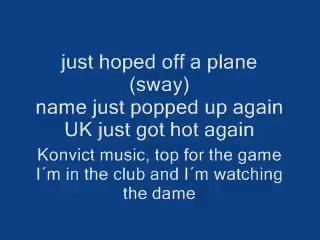 just hoped off a plane
(sway)
name just popped up again
UK just got hot again
Konvict music, top for the game
I´m in the club and I´m watching
the dame